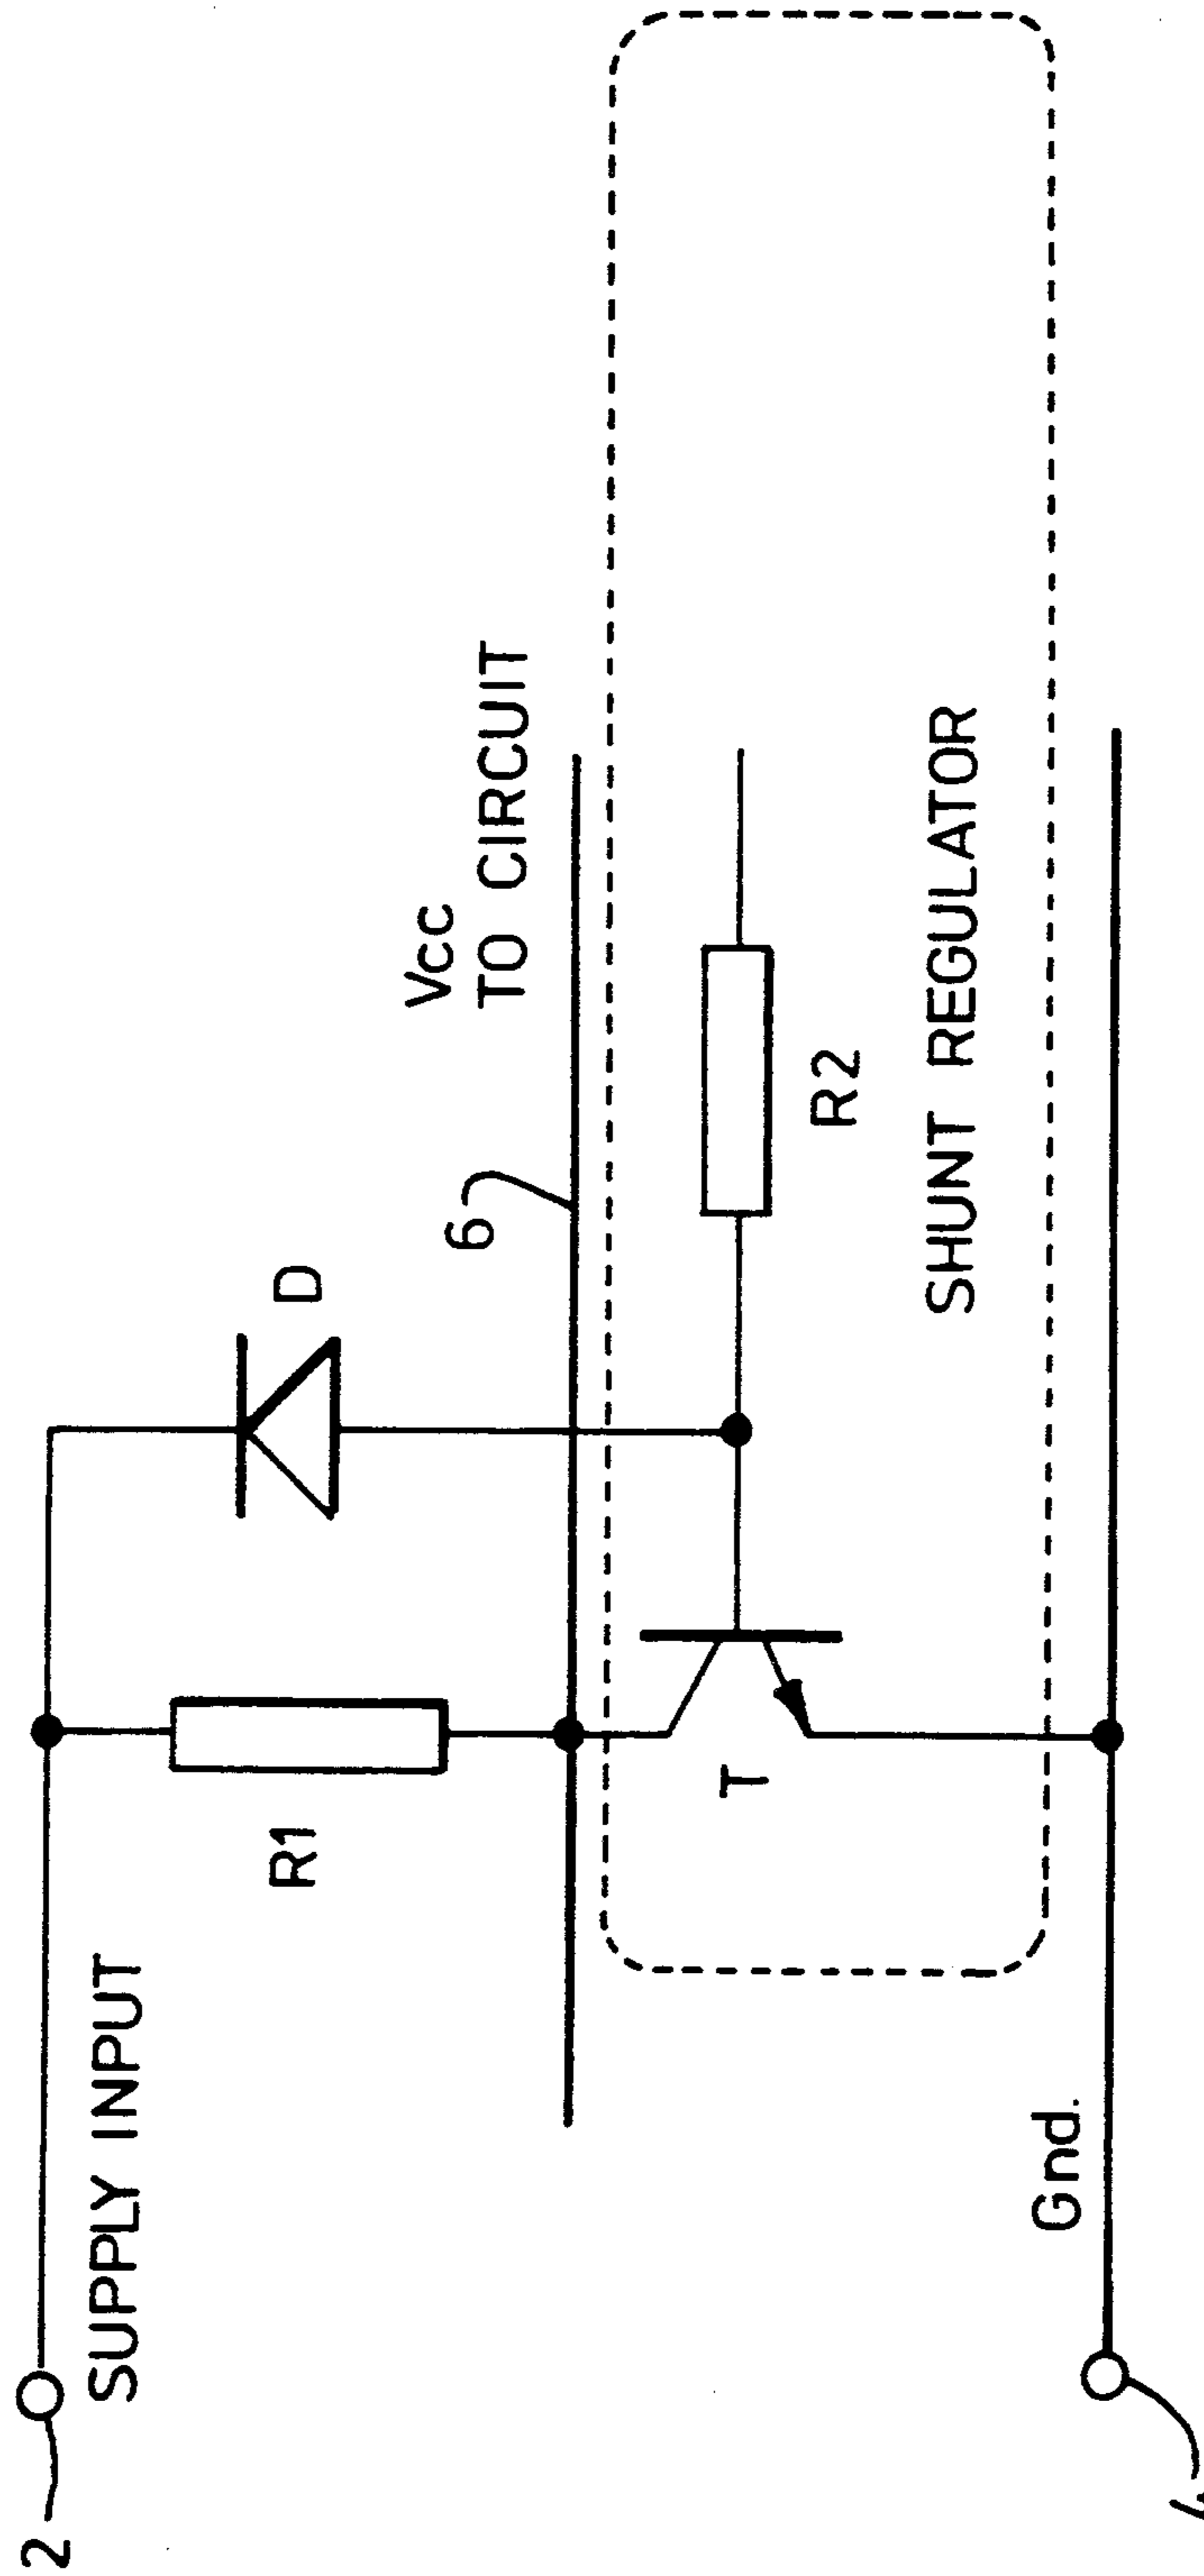 2
SUPPLY INPUT
R1
D
Vcc
TO CIRCUIT
6
T
R2
SHUNT REGULATOR
Gnd.